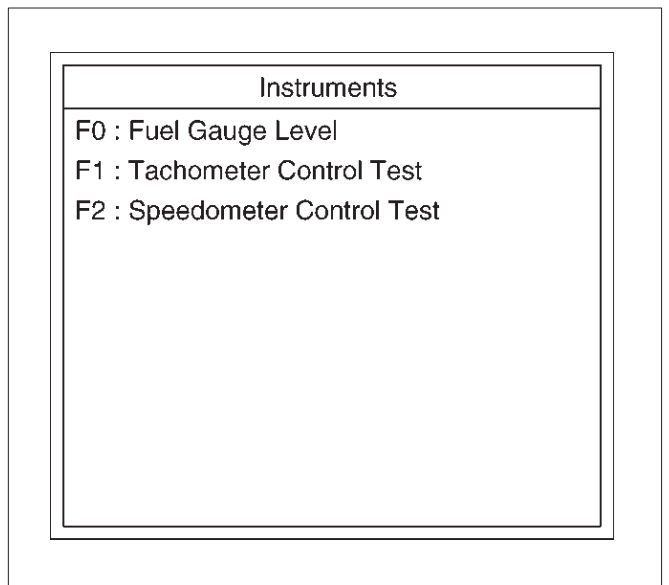 Instruments
F0 : Fuel Gauge Level
F1 : Tachometer Control Test
F2 : Speedometer Control Test